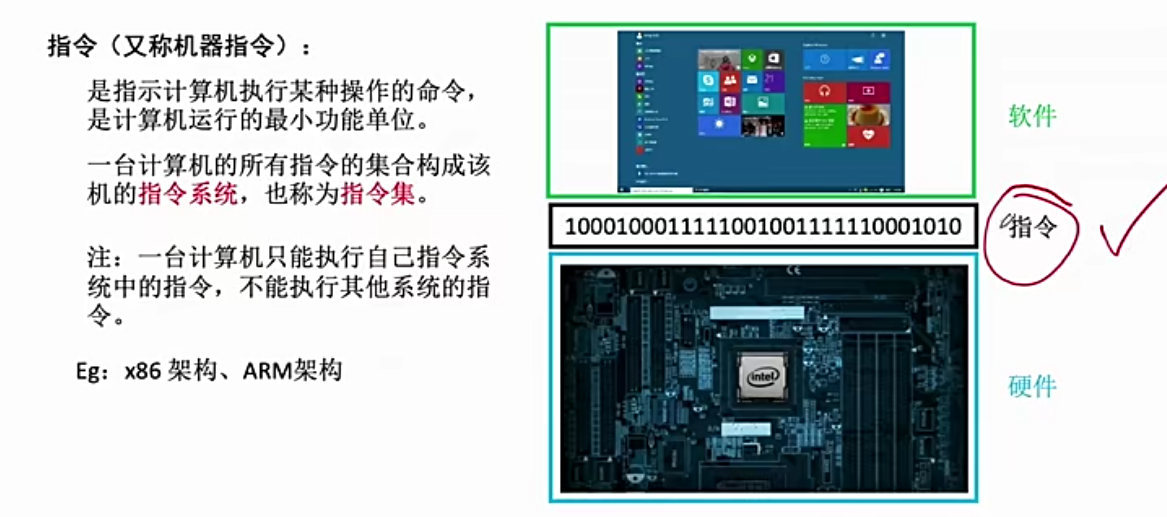 指令（又称机器指令）：
是指示计算机执行某种操作的命令，
是计算机运行的最小功能单位。
一台计算机的所有指令的集合构成该
机的指令系统，也称为指令集。
注：一台计算机只能执行自己指令系
统中的指令，不能执行其他系统的指
令。
Eg：x86 架构、ARM架构
软件
1000100011111001001111111000​1010
指令
CE
intel
硬件